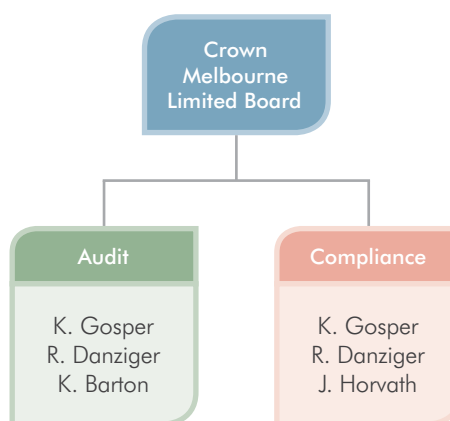 Crown
Melbourne
Limited Board
Audit
K. Gosper
R. Danziger
K. Barton
Compliance
K. Gosper
R. Danziger
J. Horvath